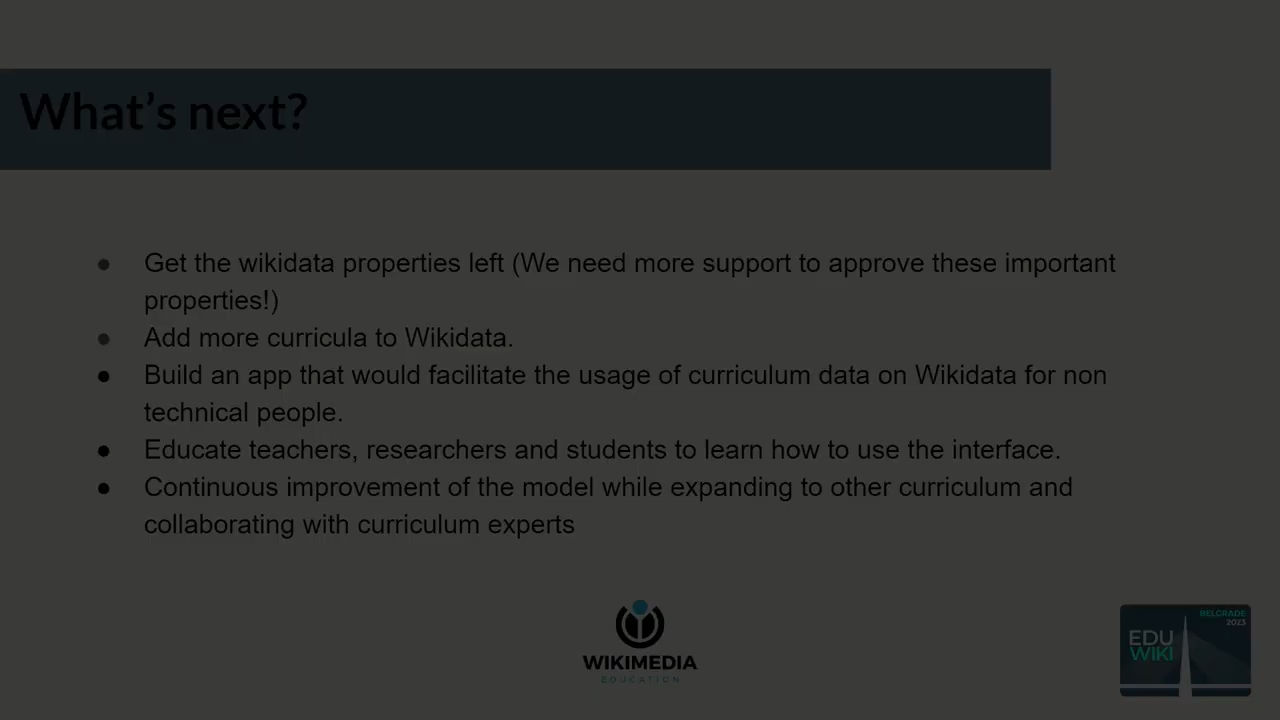 What's next?
● Get the wikidata properties left (We need more support to approve these important
properties!)
● Add more curricula to Wikidata.
● Build an app that would facilitate the usage of curriculum data on Wikidata for non
technical people.
● Educate teachers, researchers and students to learn how to use the interface.
● Continuous improvement of the model while expanding to other curriculum and
collaborating with curriculum experts
WIKIMEDIA
EDUCATION
BELGRADE
2023
EDU
WIKI